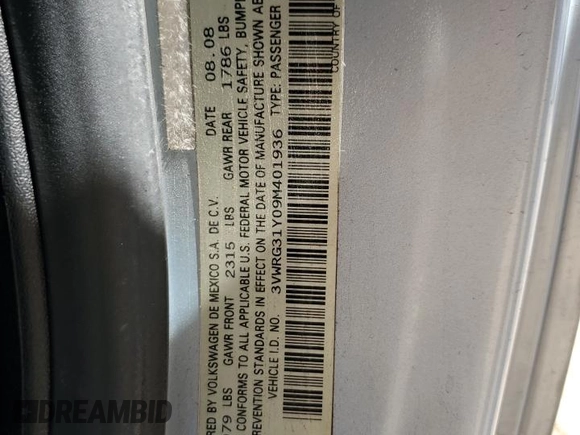 RED BY VOLKSWAGEN DE MEXICO S.A. DE C.V. DATE 08.08
79 LBS GAWR FRONT 2315 LBS GAWR REAR 1786 LBS
CONFORMS TO ALL APPLICABLE U.S. FEDERAL MOTOR VEHICLE SAFETY, BUMP
PREVENTION STANDARDS IN EFFECT ON THE DATE OF MANUFACTURE SHOWN AB
VEHICLE I.D. NO. 3VWRG31Y09M401936 TYPE: PASSENGER
COUNTRY OF
DREAMBID